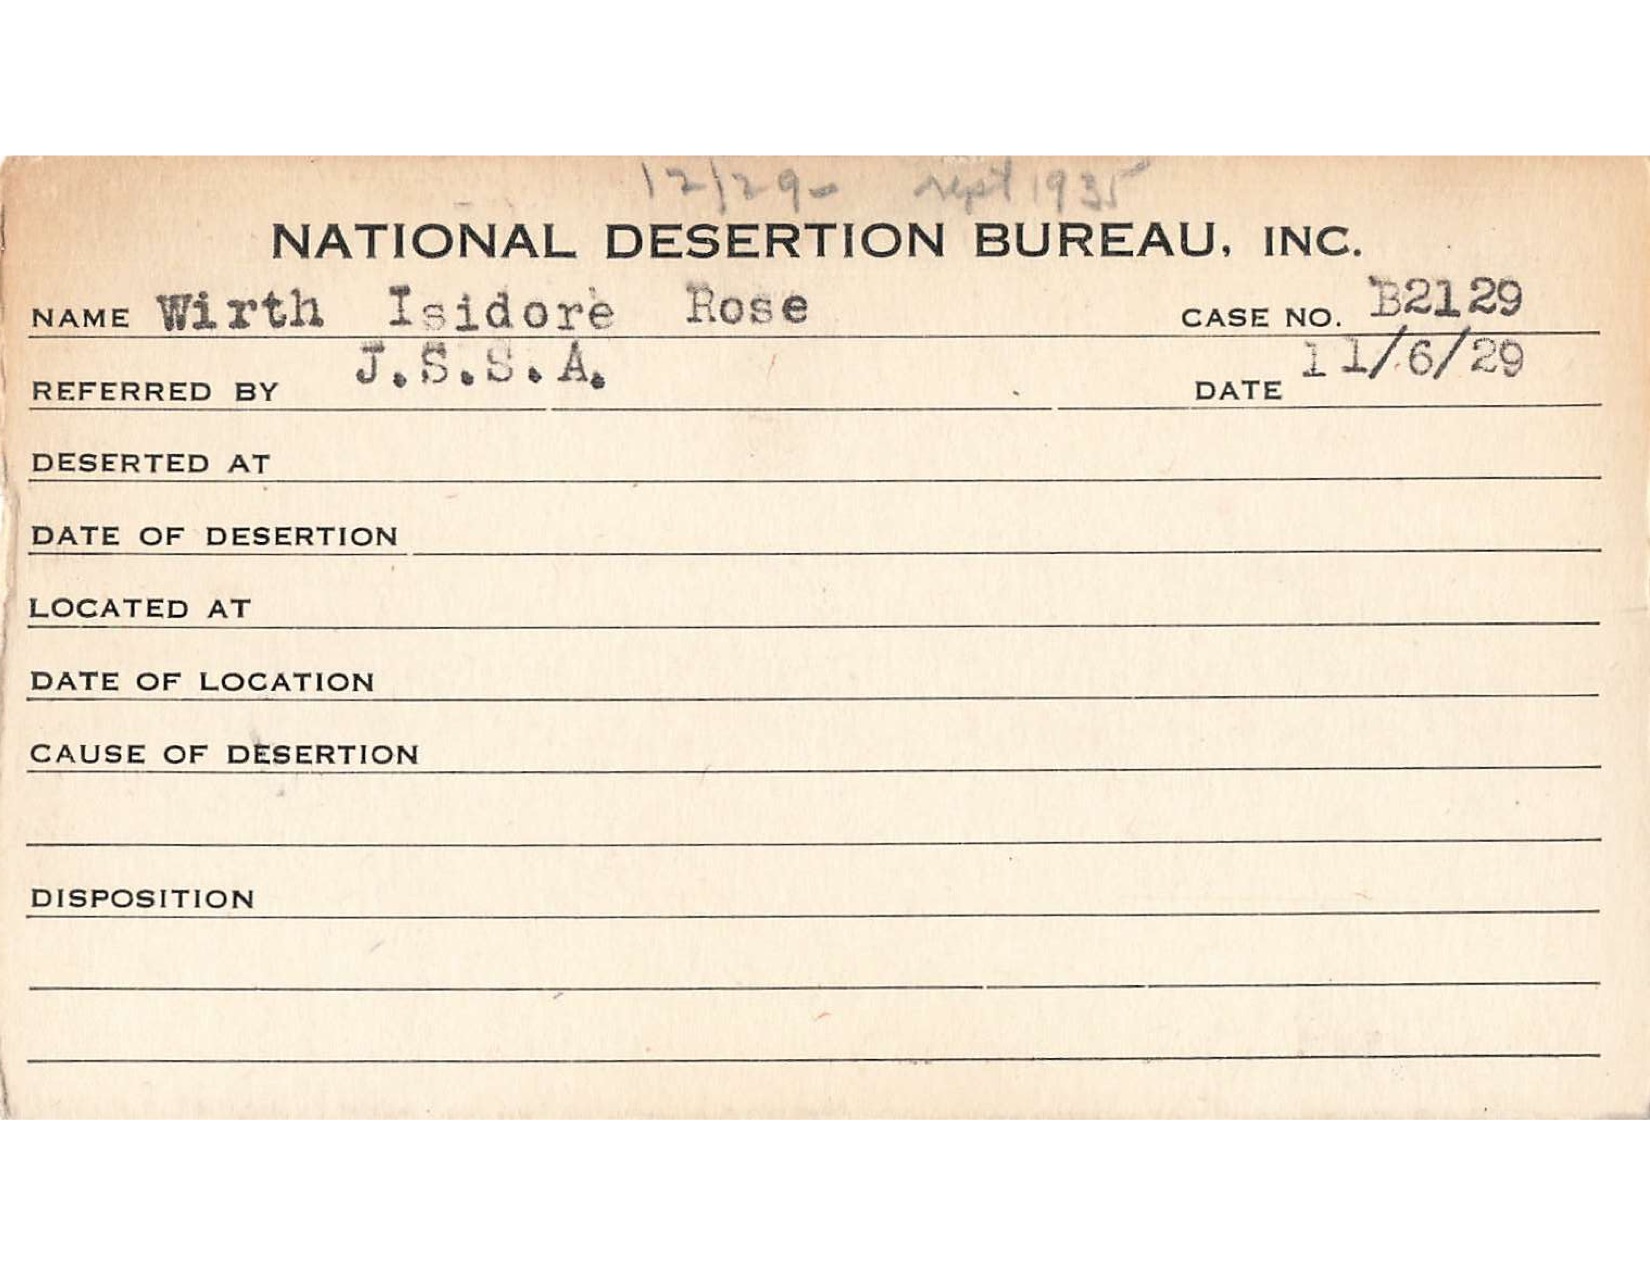 12/29- Sept 1935
NATIONAL DESERTION BUREAU, INC.
NAME Wirth Isidore Rose CASE NO. B2129
REFERRED BY J.S.S.A. DATE 11/6/29
DESERTED AT
DATE OF DESERTION
LOCATED AT
DATE OF LOCATION
CAUSE OF DESERTION
DISPOSITION